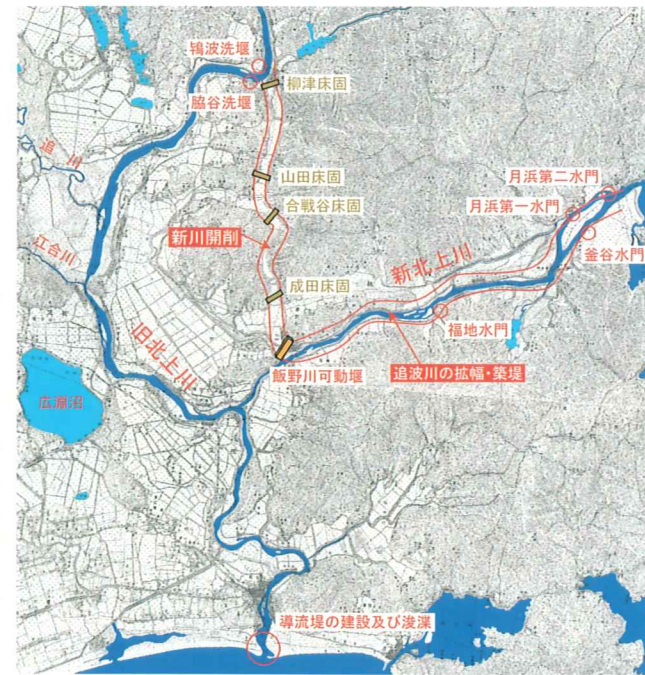 鴇波洗堰
柳津床固
脇谷洗堰
追川
山田床固
月浜第二水門
合戦谷床固
月浜第一水門
新川開削
江合川
新北上川
釜谷水門
成田床固
旧北上川
福地水門
飯野川可動堰
追波川の拡幅・築堤
広淵沼
導流堤の建設及び浚渫